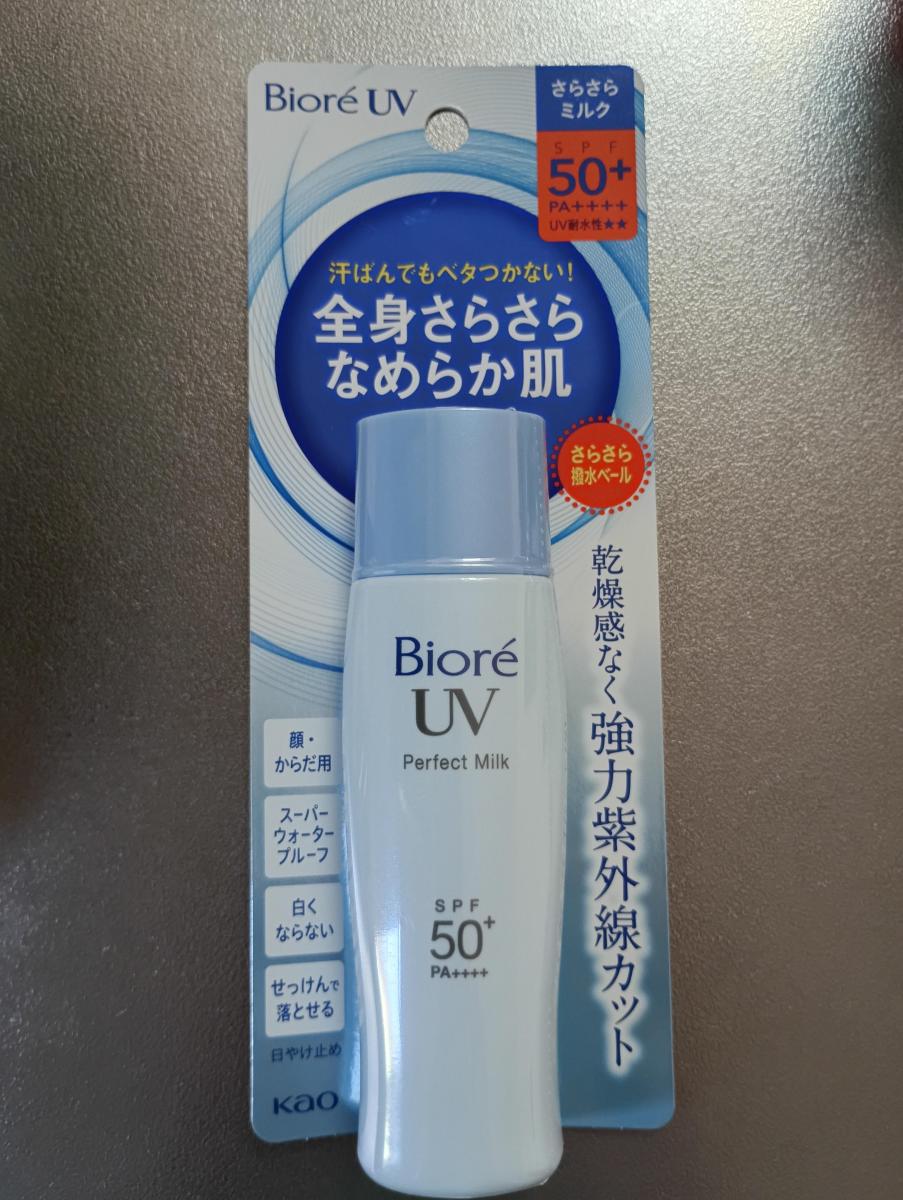 Bioré UV
さらさら
ミルク
SPF
50+
PA++++
UV耐水性★★
汗ばんでもベタつかない!
全身さらさら
なめらか肌
さらさら
撥水ベール
乾燥感なく強力紫外線カット
Bioré
UV
Perfect Milk
SPF
50+
PA++++
顔・
からだ用
スーパー
ウォーター
プルーフ
白く
ならない
せっけんで
落とせる
日やけ止め
Kao